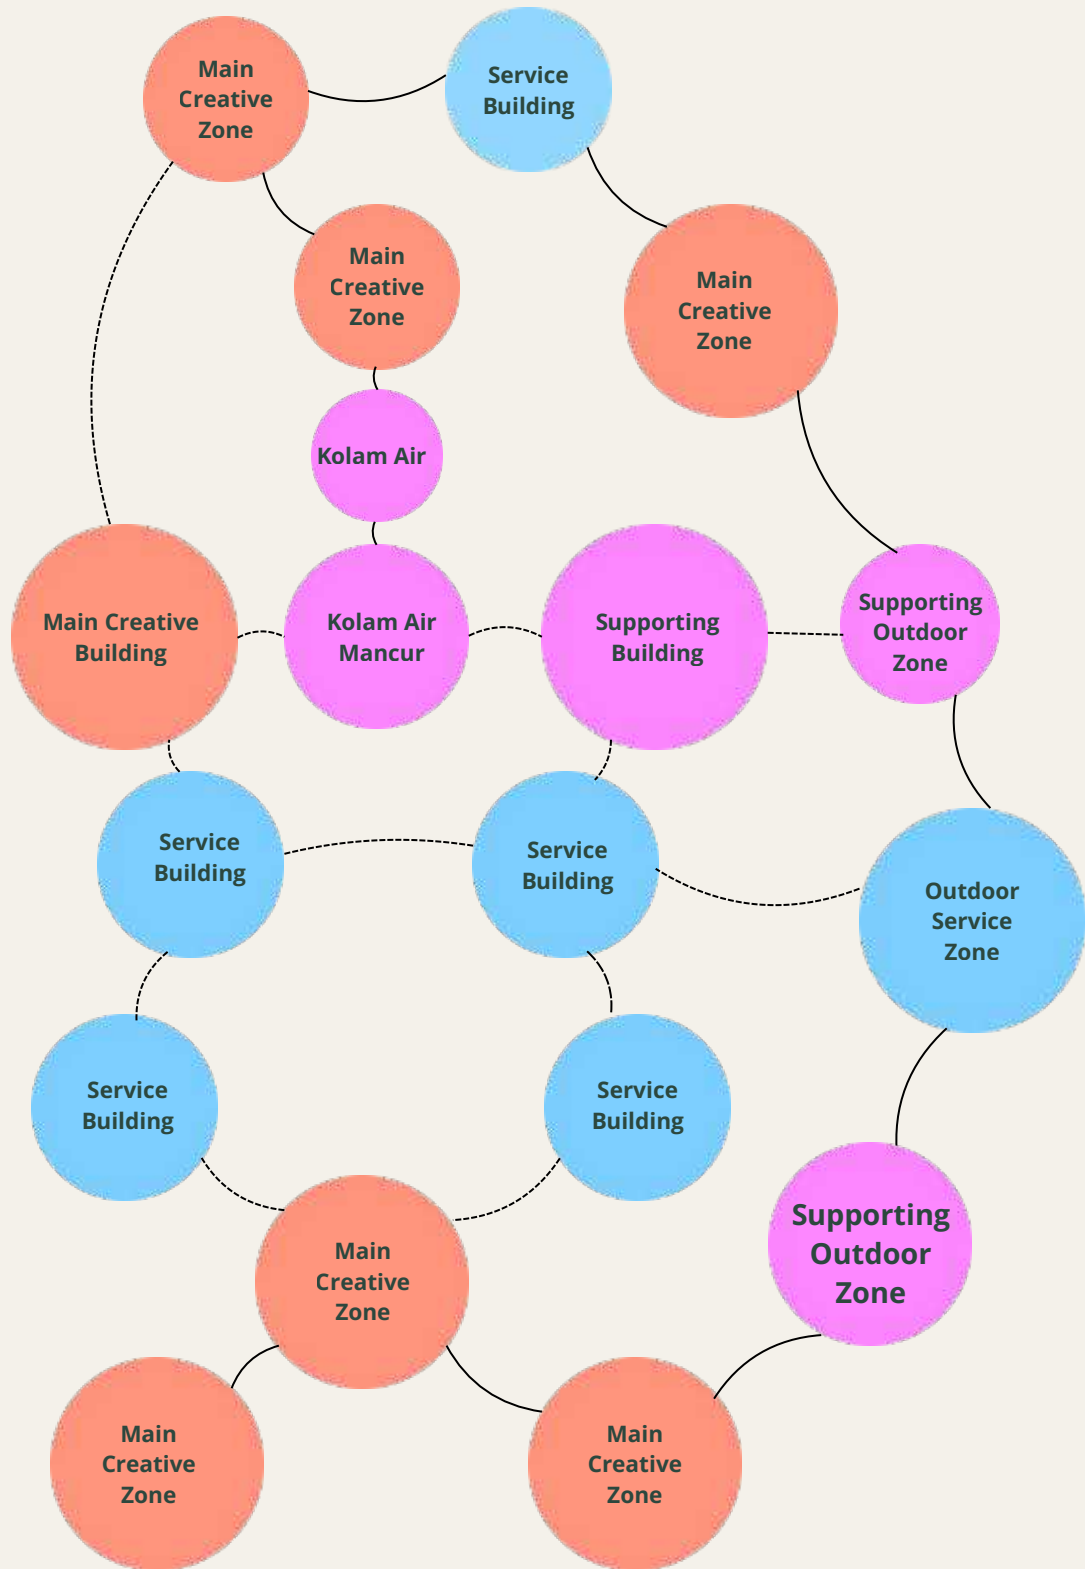 Main
Creative
Zone
Service
Building
Main
Creative
Zone
Main
Creative
Zone
Kolam Air
Main Creative
Building
Kolam Air
Mancur
Supporting
Building
Supporting
Outdoor
Zone
Service
Building
Service
Building
Outdoor
Service
Zone
Service
Building
Service
Building
Supporting
Outdoor
Zone
Main
Creative
Zone
Main
Creative
Zone
Main
Creative
Zone